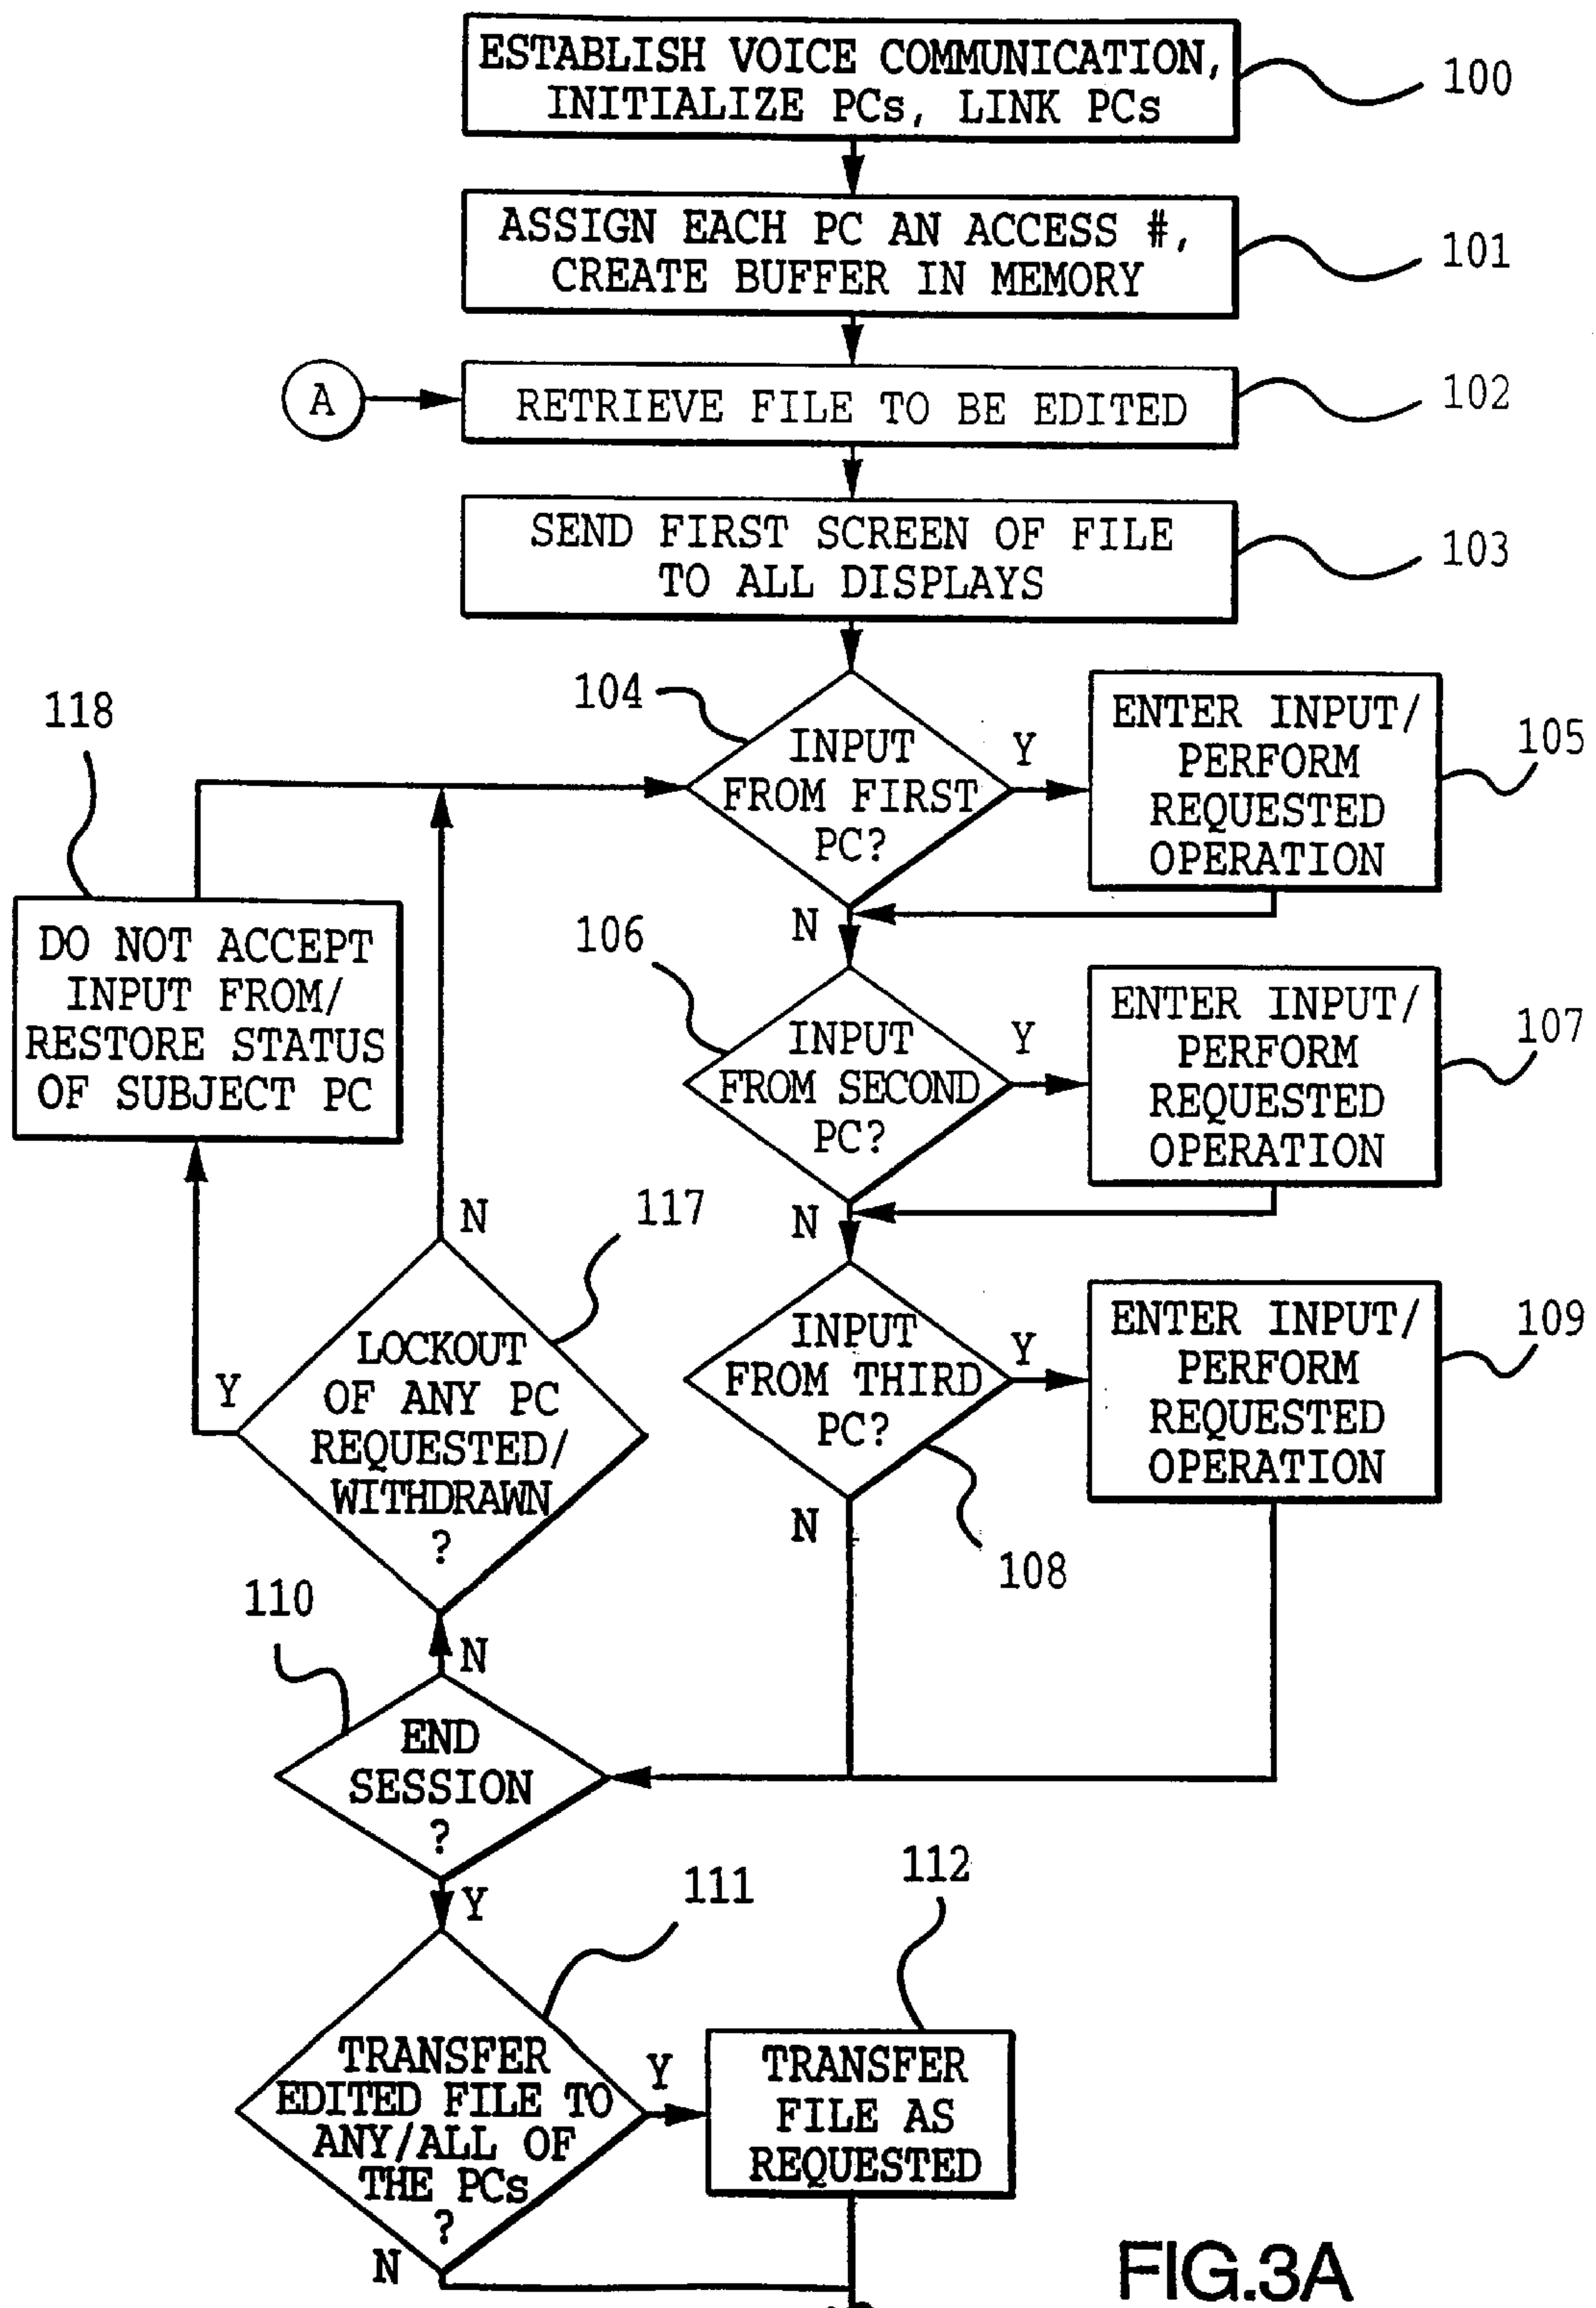 ESTABLISH VOICE COMMUNICATION,
INITIALIZE PCs, LINK PCs
100
ASSIGN EACH PC AN ACCESS #,
CREATE BUFFER IN MEMORY
101
A
RETRIEVE FILE TO BE EDITED
102
SEND FIRST SCREEN OF FILE
TO ALL DISPLAYS
103
104
INPUT
FROM FIRST
PC?
Y
N
ENTER INPUT/
PERFORM
REQUESTED
OPERATION
105
118
DO NOT ACCEPT
INPUT FROM/
RESTORE STATUS
OF SUBJECT PC
106
INPUT
FROM SECOND
PC?
Y
N
ENTER INPUT/
PERFORM
REQUESTED
OPERATION
107
117
N
LOCKOUT
OF ANY PC
REQUESTED/
WITHDRAWN
?
Y
INPUT
FROM THIRD
PC?
Y
N
108
ENTER INPUT/
PERFORM
REQUESTED
OPERATION
109
110
N
END
SESSION
?
Y
111
TRANSFER
EDITED FILE TO
ANY/ALL OF
THE PCs
?
Y
N
112
TRANSFER
FILE AS
REQUESTED
FIG.3A